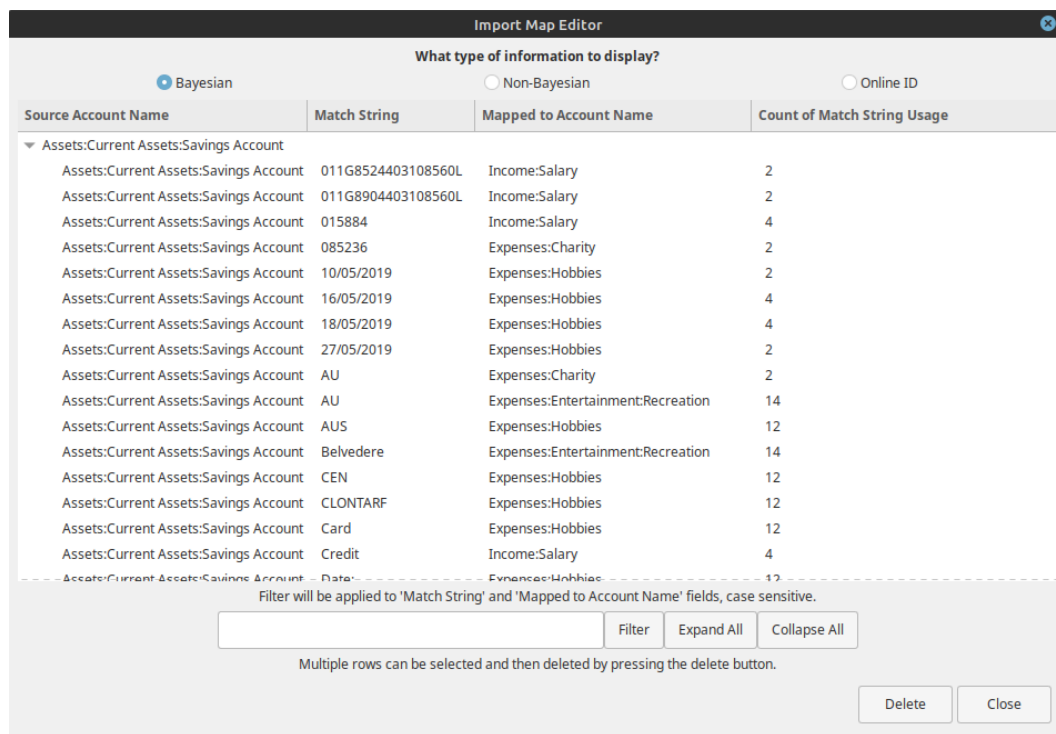 Import Map Editor
What type of information to display?
Bayesian Non-Bayesian Online ID
Source Account Name Match String Mapped to Account Name Count of Match String Usage
Assets:Current Assets:Savings Account
Assets:Current Assets:Savings Account 011G8524403108560L Income:Salary 2
Assets:Current Assets:Savings Account 011G8904403108560L Income:Salary 2
Assets:Current Assets:Savings Account 015884 Income:Salary 4
Assets:Current Assets:Savings Account 085236 Expenses:Charity 2
Assets:Current Assets:Savings Account 10/05/2019 Expenses:Hobbies 2
Assets:Current Assets:Savings Account 16/05/2019 Expenses:Hobbies 4
Assets:Current Assets:Savings Account 18/05/2019 Expenses:Hobbies 4
Assets:Current Assets:Savings Account 27/05/2019 Expenses:Hobbies 2
Assets:Current Assets:Savings Account AU Expenses:Charity 2
Assets:Current Assets:Savings Account AU Expenses:Entertainment:Recreation 14
Assets:Current Assets:Savings Account AUS Expenses:Hobbies 12
Assets:Current Assets:Savings Account Belvedere Expenses:Entertainment:Recreation 14
Assets:Current Assets:Savings Account CEN Expenses:Hobbies 12
Assets:Current Assets:Savings Account CLONTARF Expenses:Hobbies 12
Assets:Current Assets:Savings Account Card Expenses:Hobbies 12
Assets:Current Assets:Savings Account Credit Income:Salary 4
Assets:Current Assets:Savings Account Date: Expenses:Hobbies 12
Filter will be applied to 'Match String' and 'Mapped to Account Name' fields, case sensitive.
Filter Expand All Collapse All
Multiple rows can be selected and then deleted by pressing the delete button.
Delete Close